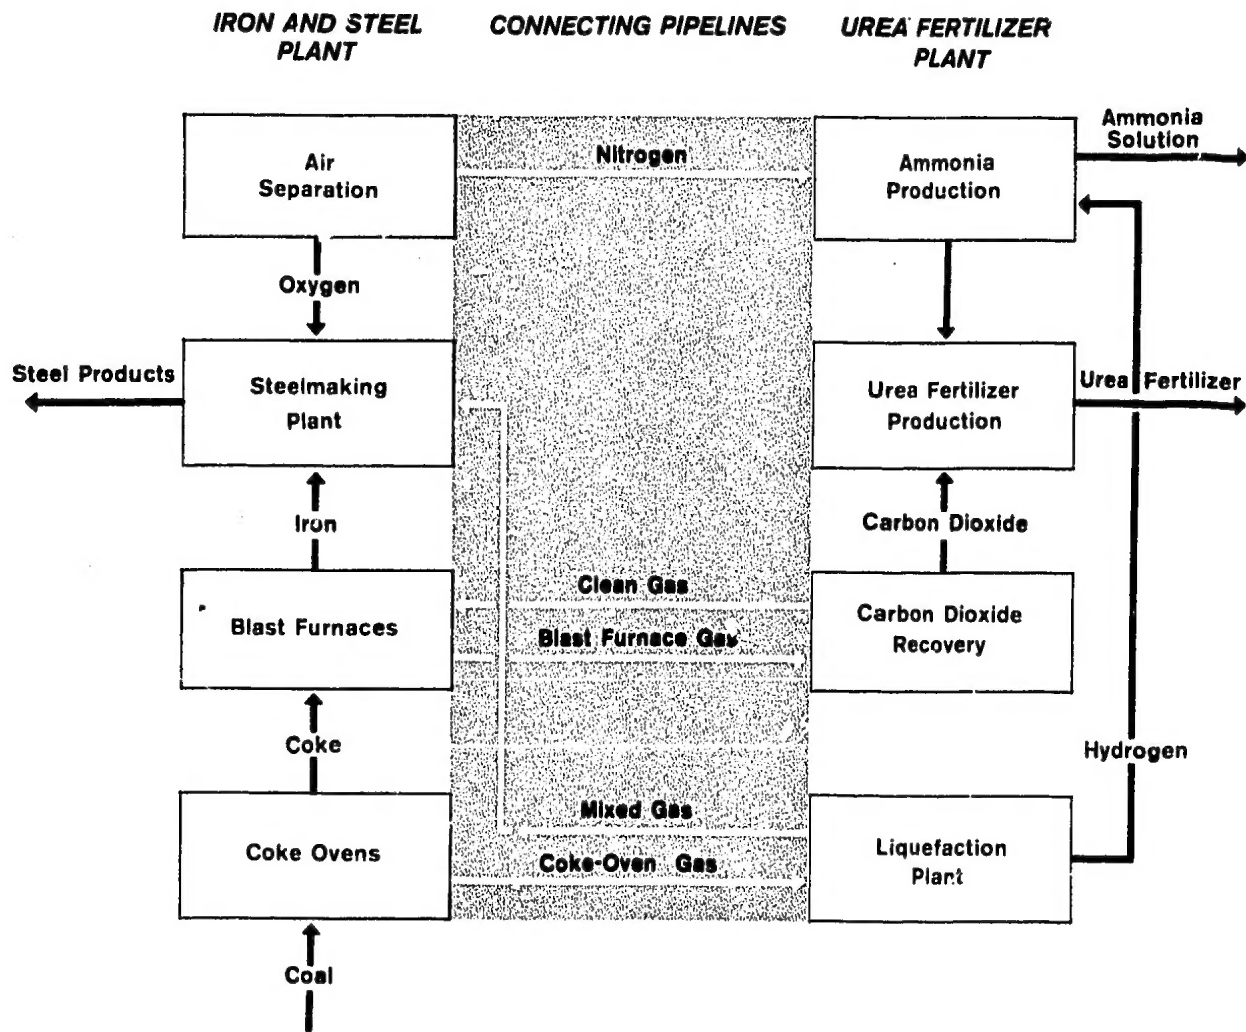 IRON AND STEEL
PLANT
CONNECTING PIPELINES
UREA FERTILIZER
PLANT
Air
Separation
Nitrogen
Ammonia
Production
Ammonia
Solution
Oxygen
Steel Products
Steelmaking
Plant
Urea Fertilizer
Production
Urea Fertilizer
Iron
Carbon Dioxide
Blast Furnaces
Clean Gas
Blast Furnace Gas
Carbon Dioxide
Recovery
Coke
Hydrogen
Coke Ovens
Mixed Gas
Coke-Oven Gas
Liquefaction
Plant
Coal